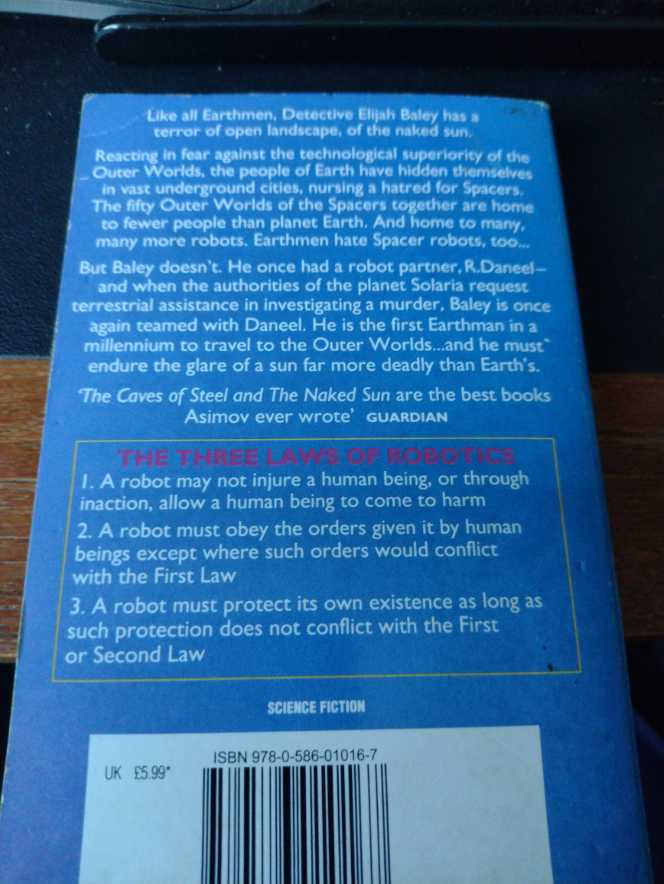 Like all Earthmen, Detective Elijah Baley has a
terror of open landscape, of the naked sun.
Reacting in fear against the technological superiority of the
Outer Worlds, the people of Earth have hidden themselves
in vast underground cities, nursing a hatred for Spacers.
The fifty Outer Worlds of the Spacers together are home
to fewer people than planet Earth. And home to many,
many more robots. Earthmen hate Spacer robots, too...
But Baley doesn't. He once had a robot partner, R.Daneel—
and when the authorities of the planet Solaria request
terrestrial assistance in investigating a murder, Baley is once
again teamed with Daneel. He is the first Earthman in a
millennium to travel to the Outer Worlds...and he must
endure the glare of a sun far more deadly than Earth's.
'The Caves of Steel and The Naked Sun are the best books
Asimov ever wrote' GUARDIAN
THE THREE LAWS OF ROBOTICS
1. A robot may not injure a human being, or through
inaction, allow a human being to come to harm
2. A robot must obey the orders given it by human
beings except where such orders would conflict
with the First Law
3. A robot must protect its own existence as long as
such protection does not conflict with the First
or Second Law
SCIENCE FICTION
ISBN 978-0-586-01016-7
UK £5.99*